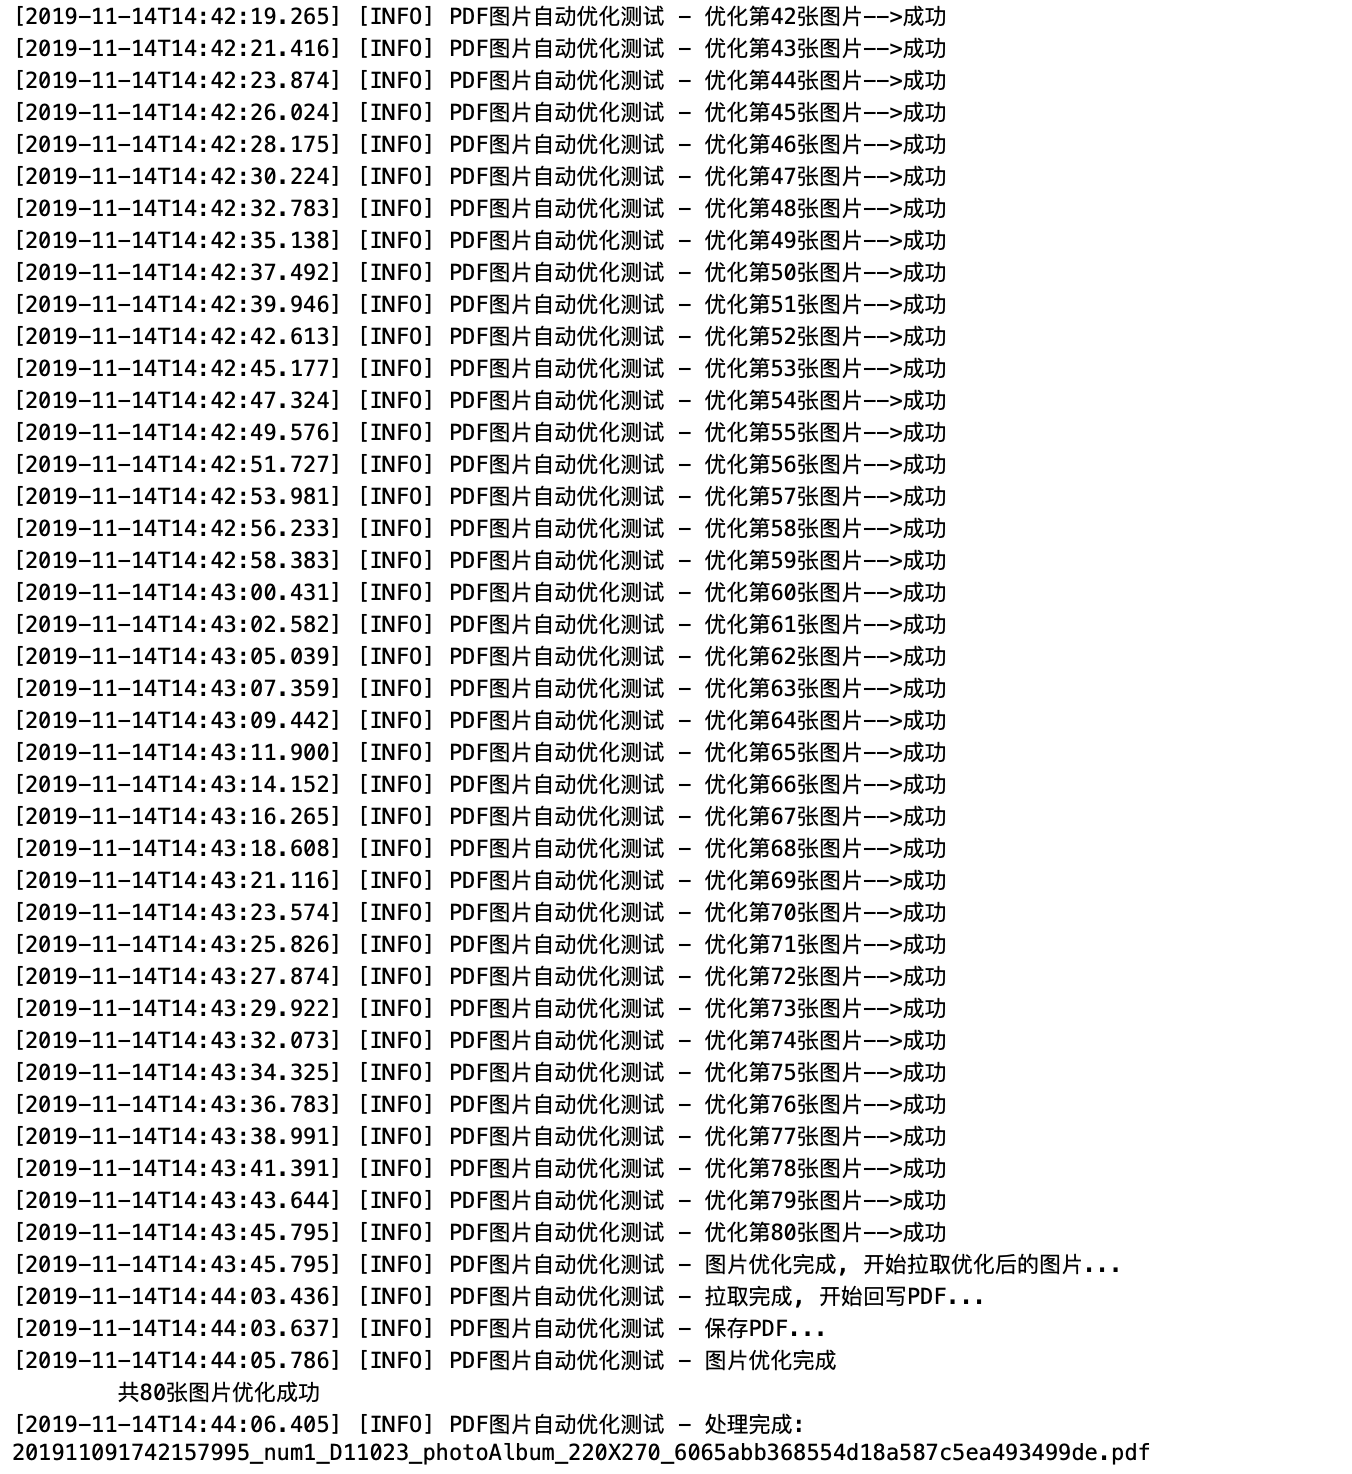 [2019-11-14T14:42:19.265] [INFO] PDF图片自动优化测试 - 优化第42张图片-->成功
[2019-11-14T14:42:21.416] [INFO] PDF图片自动优化测试 - 优化第43张图片-->成功
[2019-11-14T14:42:23.874] [INFO] PDF图片自动优化测试 - 优化第44张图片-->成功
[2019-11-14T14:42:26.024] [INFO] PDF图片自动优化测试 - 优化第45张图片-->成功
[2019-11-14T14:42:28.175] [INFO] PDF图片自动优化测试 - 优化第46张图片-->成功
[2019-11-14T14:42:30.224] [INFO] PDF图片自动优化测试 - 优化第47张图片-->成功
[2019-11-14T14:42:32.783] [INFO] PDF图片自动优化测试 - 优化第48张图片-->成功
[2019-11-14T14:42:35.138] [INFO] PDF图片自动优化测试 - 优化第49张图片-->成功
[2019-11-14T14:42:37.492] [INFO] PDF图片自动优化测试 - 优化第50张图片-->成功
[2019-11-14T14:42:39.946] [INFO] PDF图片自动优化测试 - 优化第51张图片-->成功
[2019-11-14T14:42:42.613] [INFO] PDF图片自动优化测试 - 优化第52张图片-->成功
[2019-11-14T14:42:45.177] [INFO] PDF图片自动优化测试 - 优化第53张图片-->成功
[2019-11-14T14:42:47.324] [INFO] PDF图片自动优化测试 - 优化第54张图片-->成功
[2019-11-14T14:42:49.576] [INFO] PDF图片自动优化测试 - 优化第55张图片-->成功
[2019-11-14T14:42:51.727] [INFO] PDF图片自动优化测试 - 优化第56张图片-->成功
[2019-11-14T14:42:53.981] [INFO] PDF图片自动优化测试 - 优化第57张图片-->成功
[2019-11-14T14:42:56.233] [INFO] PDF图片自动优化测试 - 优化第58张图片-->成功
[2019-11-14T14:42:58.383] [INFO] PDF图片自动优化测试 - 优化第59张图片-->成功
[2019-11-14T14:43:00.431] [INFO] PDF图片自动优化测试 - 优化第60张图片-->成功
[2019-11-14T14:43:02.582] [INFO] PDF图片自动优化测试 - 优化第61张图片-->成功
[2019-11-14T14:43:05.039] [INFO] PDF图片自动优化测试 - 优化第62张图片-->成功
[2019-11-14T14:43:07.359] [INFO] PDF图片自动优化测试 - 优化第63张图片-->成功
[2019-11-14T14:43:09.442] [INFO] PDF图片自动优化测试 - 优化第64张图片-->成功
[2019-11-14T14:43:11.900] [INFO] PDF图片自动优化测试 - 优化第65张图片-->成功
[2019-11-14T14:43:14.152] [INFO] PDF图片自动优化测试 - 优化第66张图片-->成功
[2019-11-14T14:43:16.265] [INFO] PDF图片自动优化测试 - 优化第67张图片-->成功
[2019-11-14T14:43:18.608] [INFO] PDF图片自动优化测试 - 优化第68张图片-->成功
[2019-11-14T14:43:21.116] [INFO] PDF图片自动优化测试 - 优化第69张图片-->成功
[2019-11-14T14:43:23.574] [INFO] PDF图片自动优化测试 - 优化第70张图片-->成功
[2019-11-14T14:43:25.826] [INFO] PDF图片自动优化测试 - 优化第71张图片-->成功
[2019-11-14T14:43:27.874] [INFO] PDF图片自动优化测试 - 优化第72张图片-->成功
[2019-11-14T14:43:29.922] [INFO] PDF图片自动优化测试 - 优化第73张图片-->成功
[2019-11-14T14:43:32.073] [INFO] PDF图片自动优化测试 - 优化第74张图片-->成功
[2019-11-14T14:43:34.325] [INFO] PDF图片自动优化测试 - 优化第75张图片-->成功
[2019-11-14T14:43:36.783] [INFO] PDF图片自动优化测试 - 优化第76张图片-->成功
[2019-11-14T14:43:38.991] [INFO] PDF图片自动优化测试 - 优化第77张图片-->成功
[2019-11-14T14:43:41.391] [INFO] PDF图片自动优化测试 - 优化第78张图片-->成功
[2019-11-14T14:43:43.644] [INFO] PDF图片自动优化测试 - 优化第79张图片-->成功
[2019-11-14T14:43:45.795] [INFO] PDF图片自动优化测试 - 优化第80张图片-->成功
[2019-11-14T14:43:45.795] [INFO] PDF图片自动优化测试 - 图片优化完成, 开始拉取优化后的图片...
[2019-11-14T14:44:03.436] [INFO] PDF图片自动优化测试 - 拉取完成, 开始回写PDF...
[2019-11-14T14:44:03.637] [INFO] PDF图片自动优化测试 - 保存PDF...
[2019-11-14T14:44:05.786] [INFO] PDF图片自动优化测试 - 图片优化完成
共80张图片优化成功
[2019-11-14T14:44:06.405] [INFO] PDF图片自动优化测试 - 处理完成:
201911091742157995_num1_D11023_photoAlbum_220X270_6065abb368554d18a587c5ea493499de.pdf